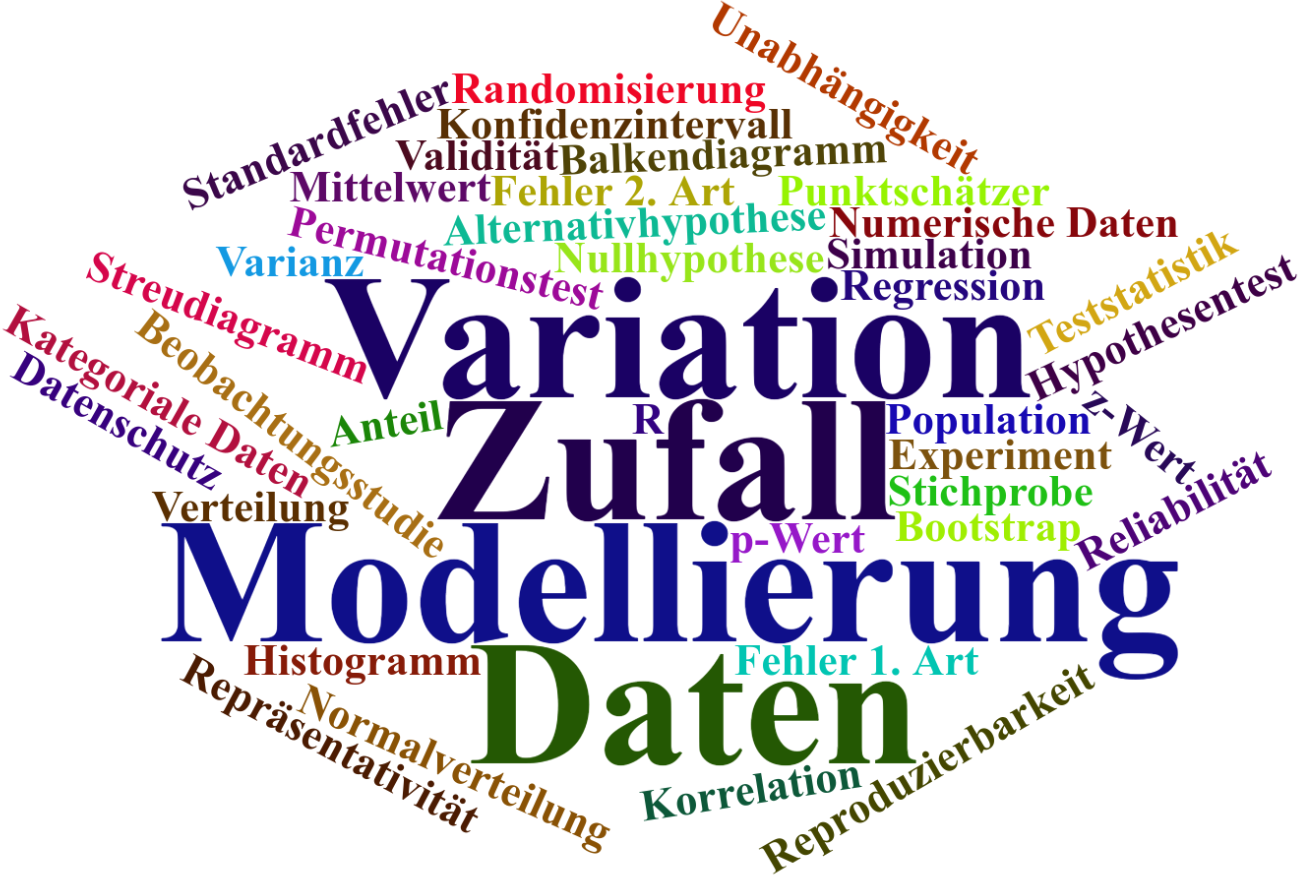 Unabhängigkeit
Randomisierung
Standardfehler
Konfidenzintervall
Validität
Balkendiagramm
Mittelwert
Fehler 2. Art
Punktschätzer
Permutationstest
Alternativhypothese
Numerische Daten
Varianz
Nullhypothese
Simulation
Streudiagramm
Variation
Regression
Teststatistik
Hypothesentest
Kategoriale Daten
Beobachtungsstudie
Datenschutz
Anteil
Zufall
R
Population
z-Wert
Experiment
Stichprobe
Reliabilität
Verteilung
Bootstrap
p-Wert
Modellierung
Histogramm
Daten
Fehler 1. Art
Repräsentativität
Normalverteilung
Korrelation
Reproduzierbarkeit